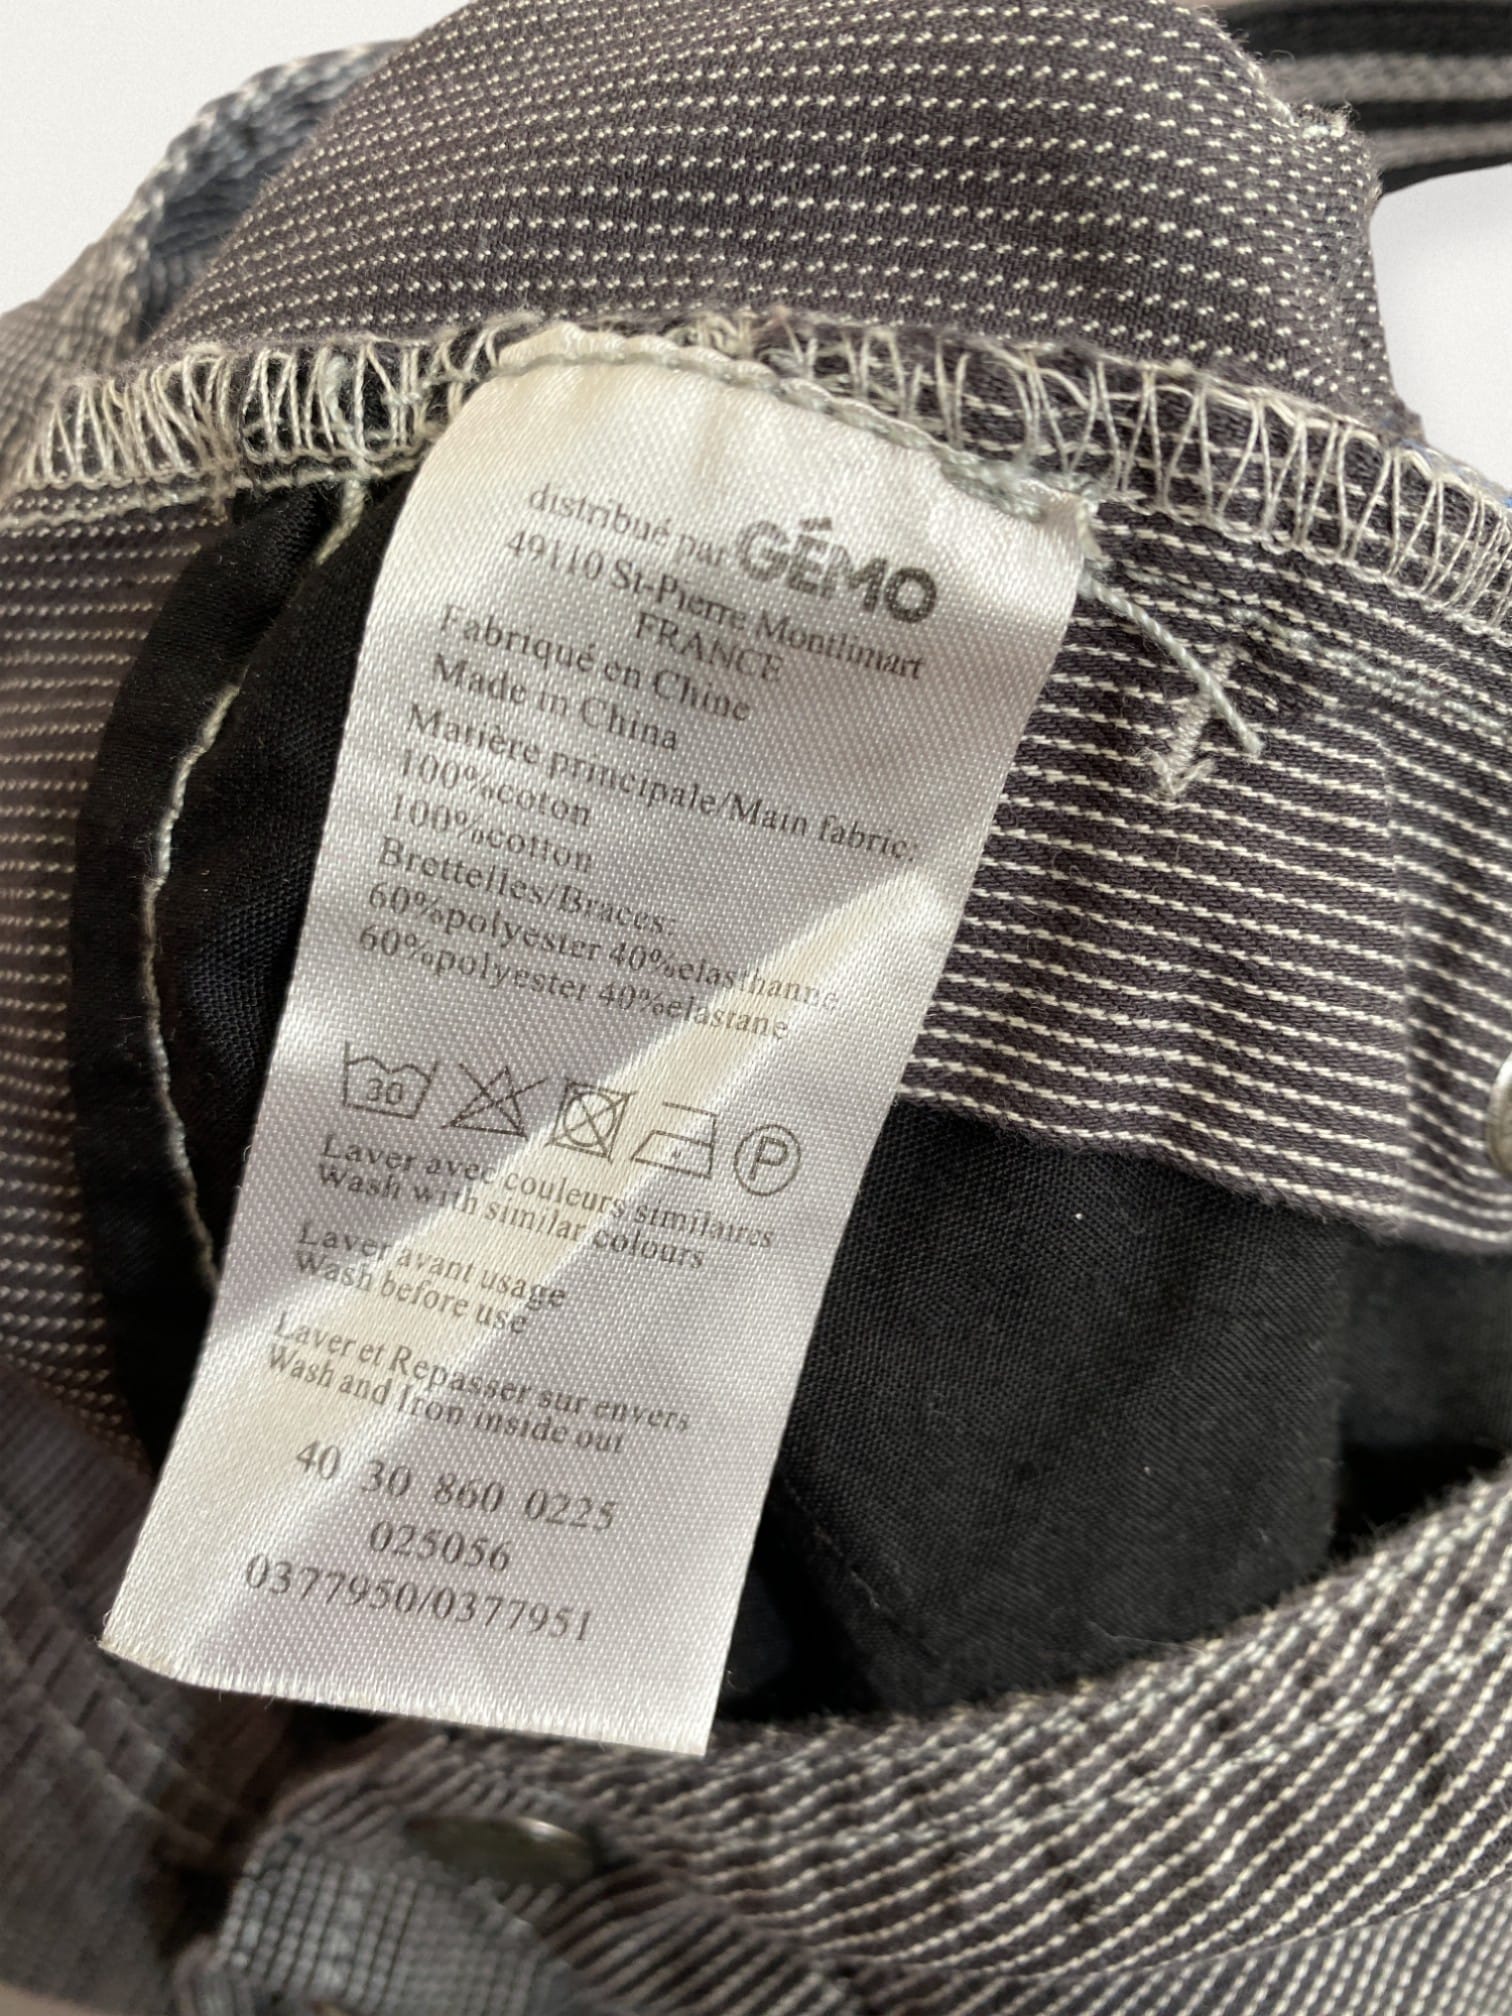 distribué par GÉMO
49110 St-Pierre Montlimart
FRANCE
Fabriqué en Chine
Made in China
Matière principale/Main fabric:
100%coton
100%cotton
Bretelles/Braces:
60%polyester 40%elasthanne
60%polyester 40%elastane
30
P
Laver avec couleurs similaires
Wash with similar colours
Laver avant usage
Wash before use
Laver et Repasser sur envers
Wash and Iron inside out
40 30 860 0225
025056
0377950/0377951